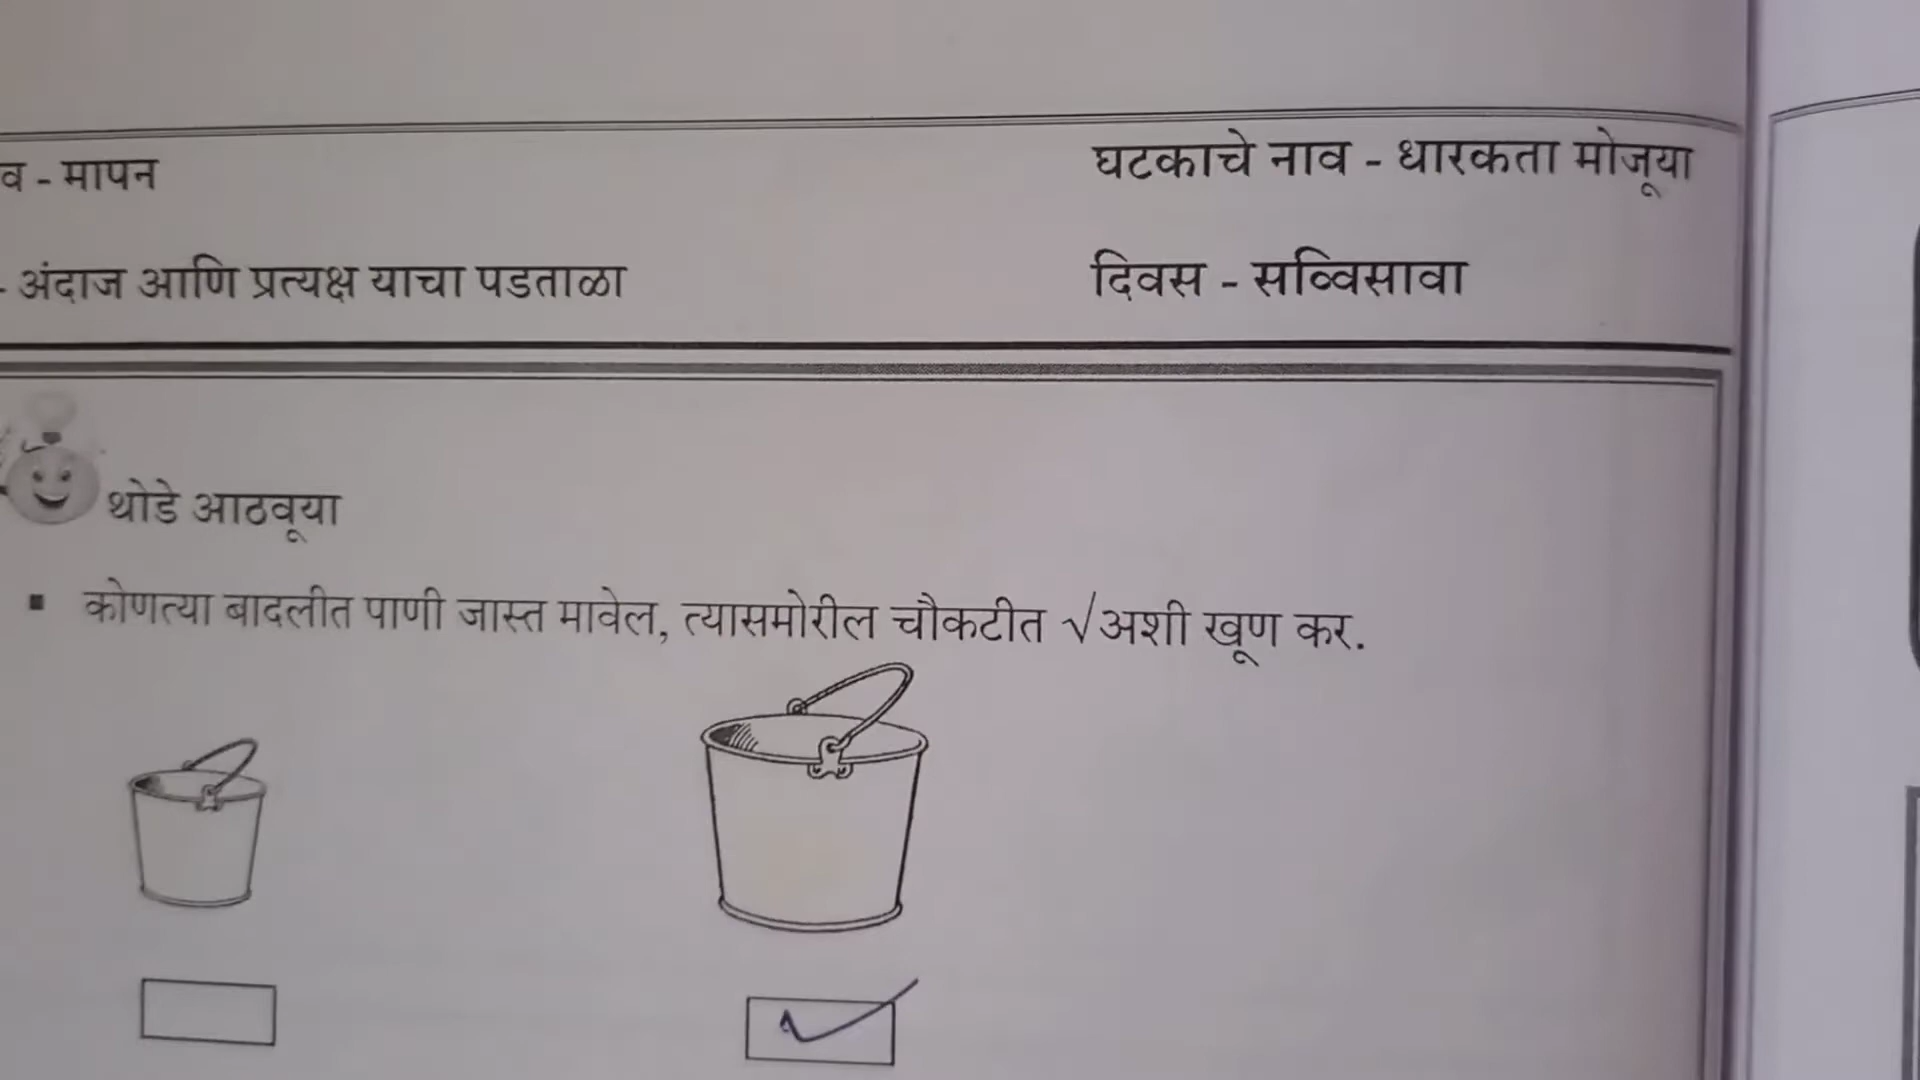 व - मापन
घटकाचे नाव - धारकता मोजूया
- अंदाज आणि प्रत्यक्ष याचा पडताळा
दिवस - सव्विसावा
थोडे आठवूया
▪ कोणत्या बादलीत पाणी जास्त मावेल, त्यासमोरील चौकटीत √ अशी खूण कर.
✓